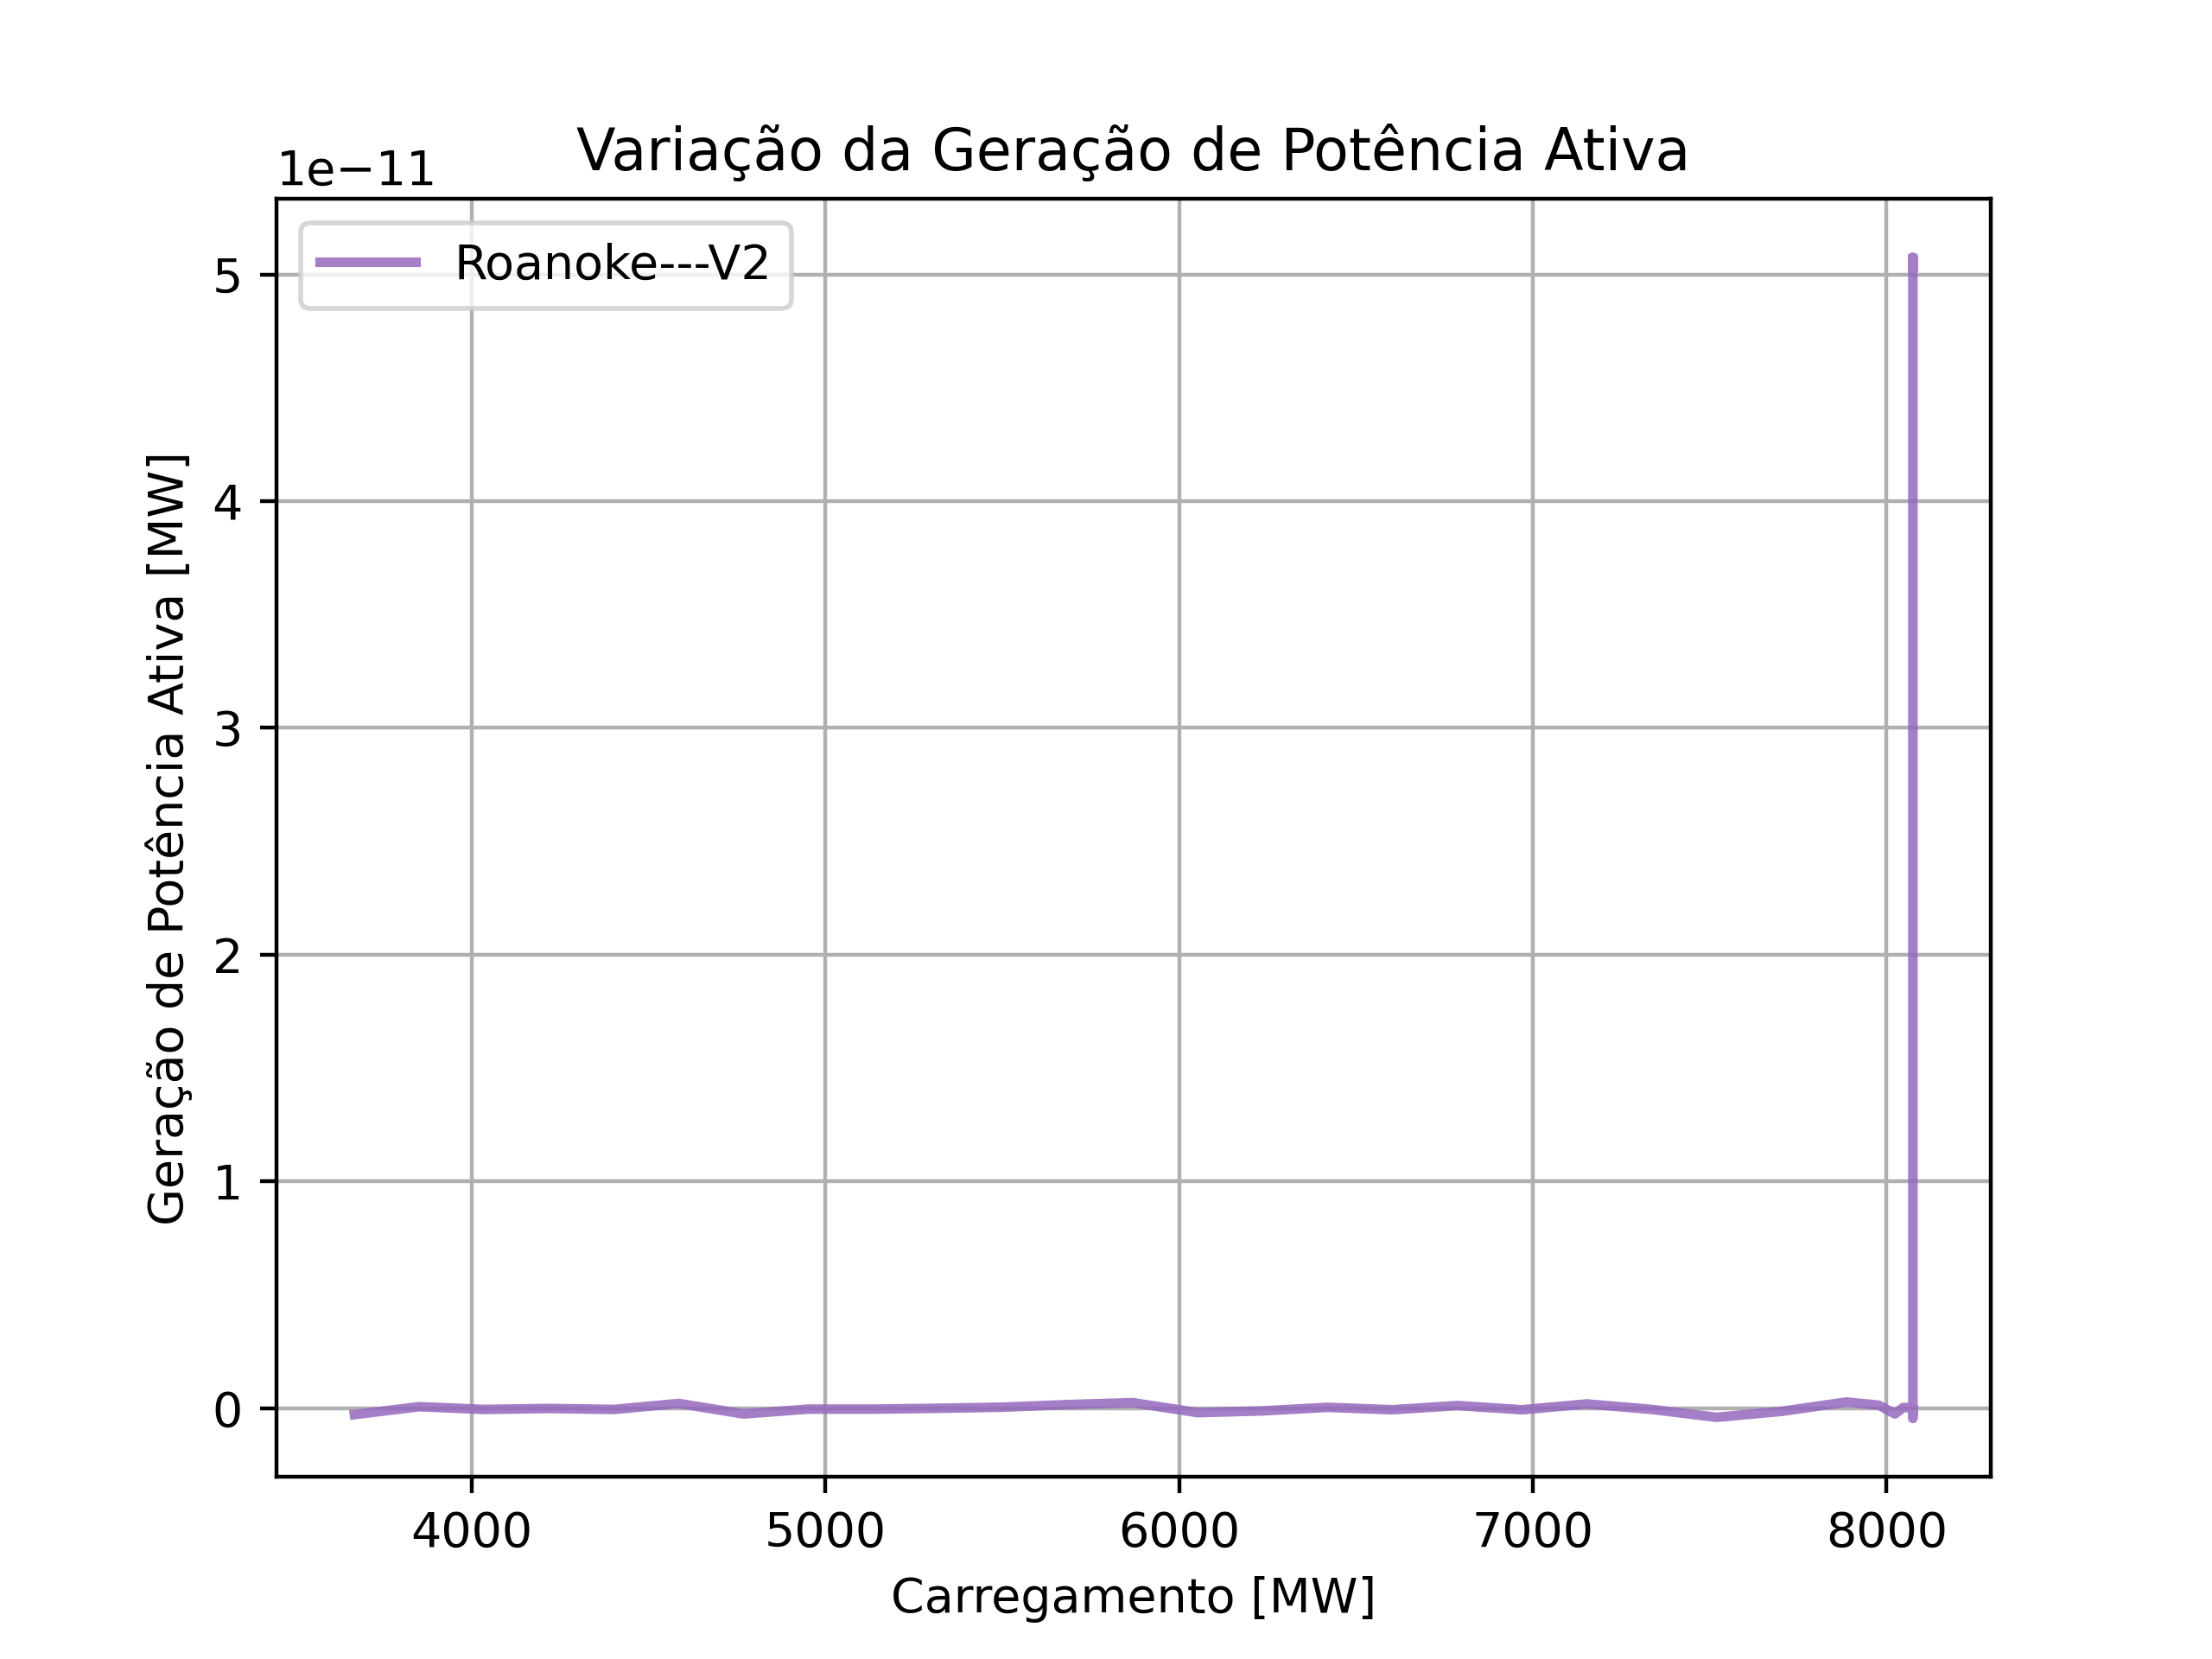 Variação da Geração de Potência Ativa
1e−11
Roanoke---V2
Geração de Potência Ativa [MW]
5
4
3
2
1
0
4000 5000 6000 7000 8000
Carregamento [MW]